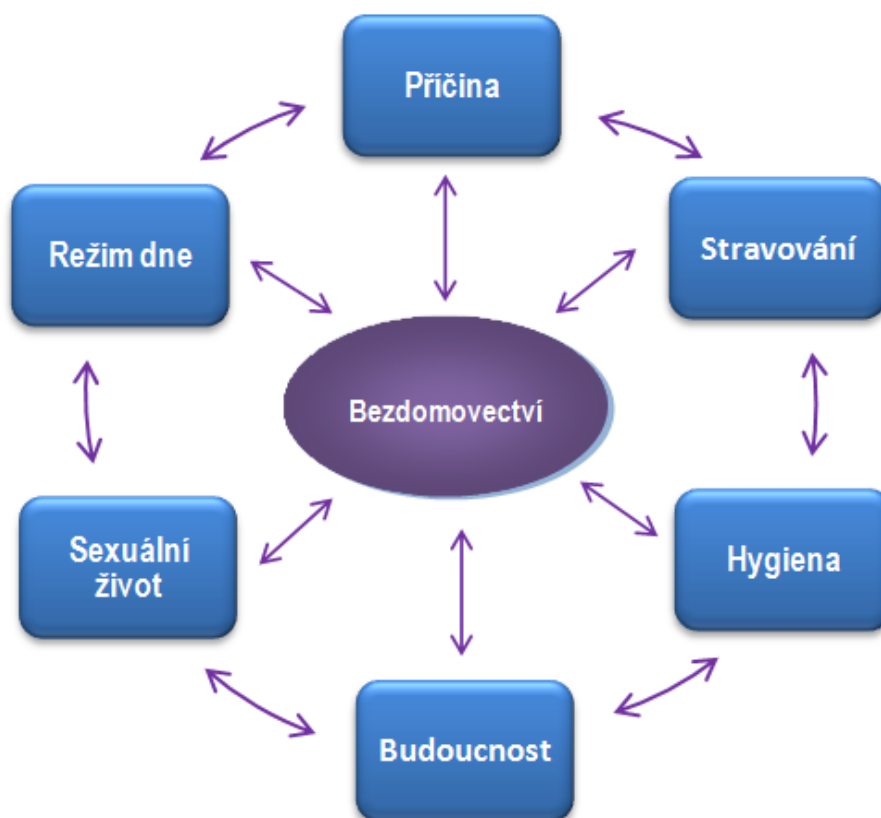 Příčina
Stravování
Režim dne
Bezdomovectví
Sexuální
život
Hygiena
Budoucnost